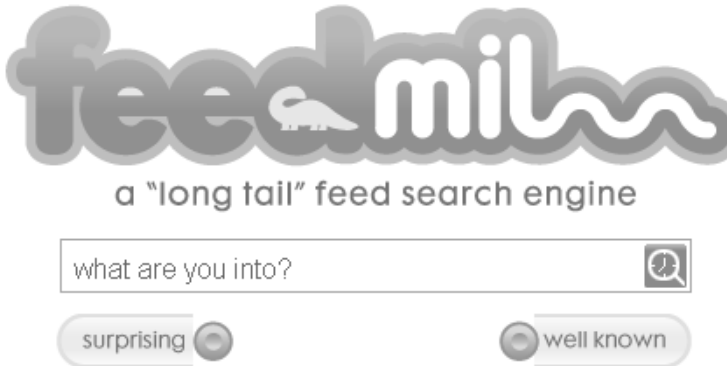 feedmil
a "long tail" feed search engine
what are you into?
surprising
well known